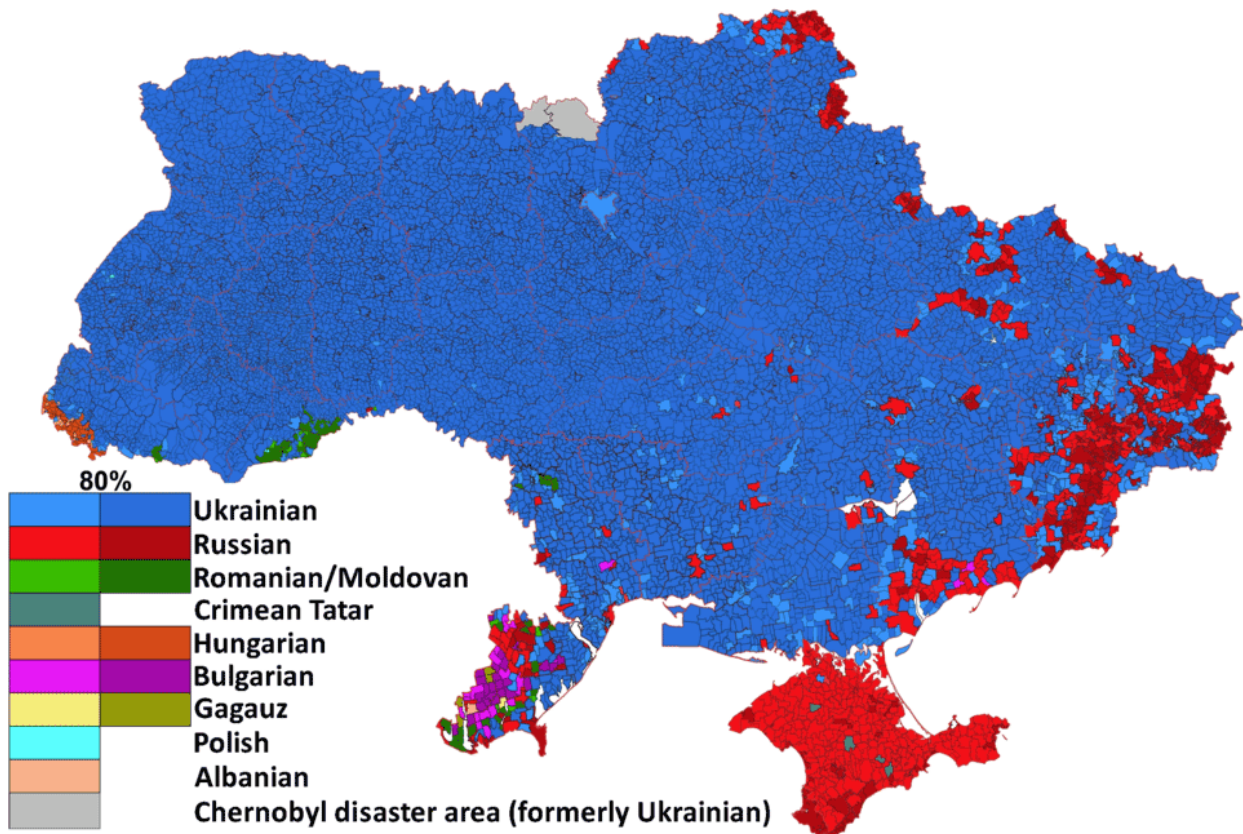 80%
Ukrainian
Russian
Romanian/Moldovan
Crimean Tatar
Hungarian
Bulgarian
Gagauz
Polish
Albanian
Chernobyl disaster area (formerly Ukrainian)